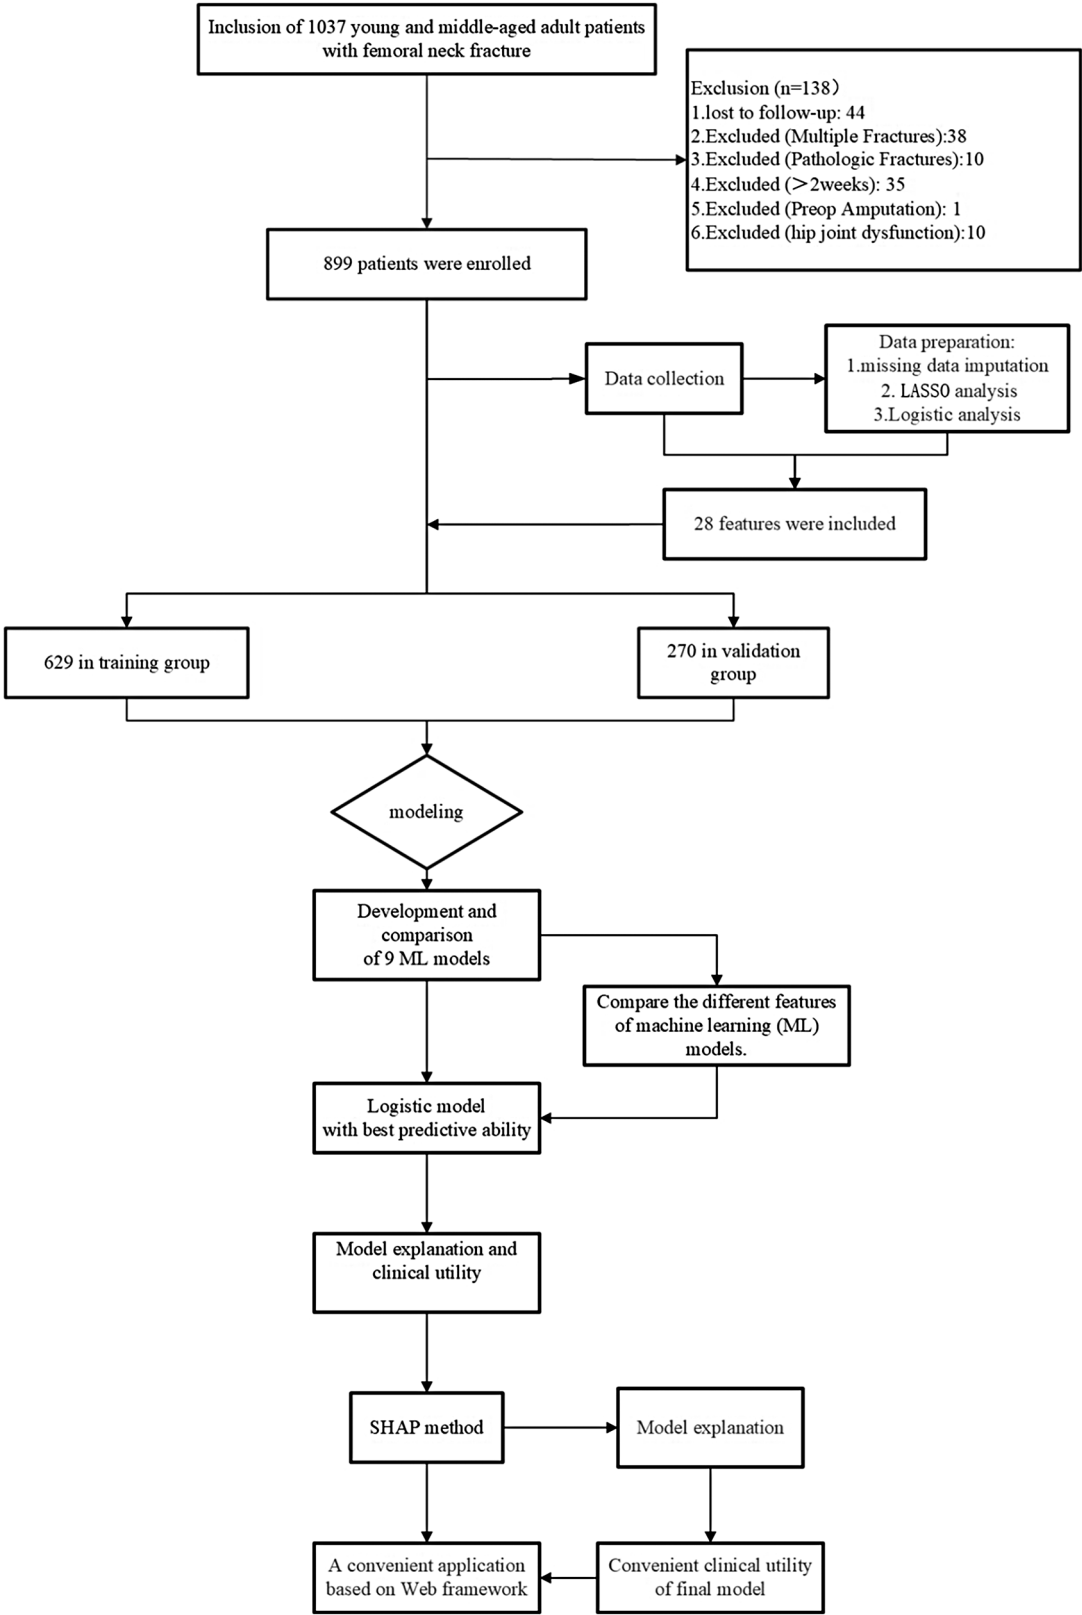 Inclusion of 1037 young and middle-aged adult patients
with femoral neck fracture
Exclusion (n=138）
1.lost to follow-up: 44
2.Excluded (Multiple Fractures):38
3.Excluded (Pathologic Fractures):10
4.Excluded (＞2weeks): 35
5.Excluded (Preop Amputation): 1
6.Excluded (hip joint dysfunction):10
899 patients were enrolled
Data collection
Data preparation:
1.missing data imputation
2. LASSO analysis
3.Logistic analysis
28 features were included
629 in training group
270 in validation
group
modeling
Development and
comparison
of 9 ML models
Compare the different features
of machine learning (ML)
models.
Logistic model
with best predictive ability
Model explanation and
clinical utility
SHAP method
Model explanation
A convenient application
based on Web framework
Convenient clinical utility
of final model